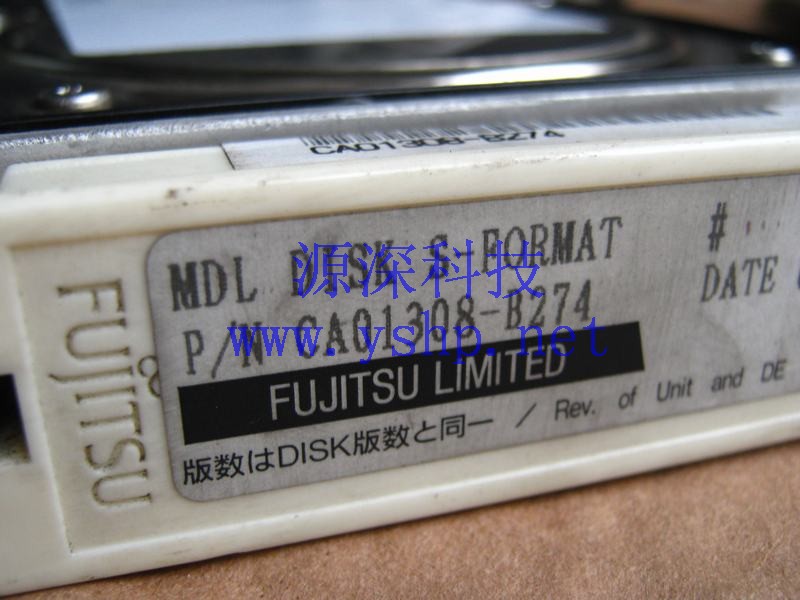 CA01308-B274
MDL DISK S-FORMAT #
P/N CA01308-B274 DATE
FUJITSU LIMITED
版数はDISK版数と同一 / Rev. of Unit and DE
FUJITSU
源深科技
www.yshp.net